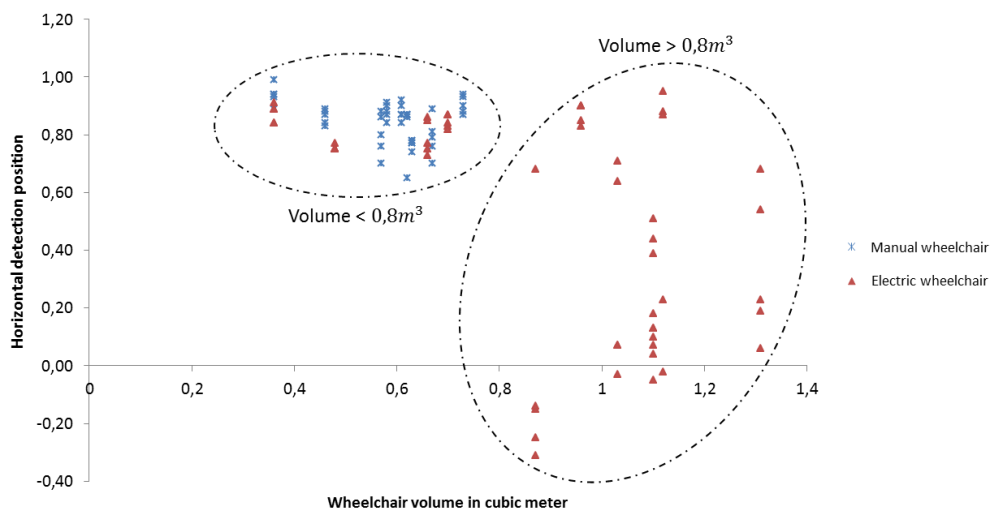 1,20
1,00
0,80
0,60
0,40
0,20
0,00
-0,20
-0,40
Horizontal detection position
0
0,2
0,4
0,6
0,8
1
1,2
1,4
Wheelchair volume in cubic meter
Volume < 0,8m³
Volume > 0,8m³
Manual wheelchair
Electric wheelchair